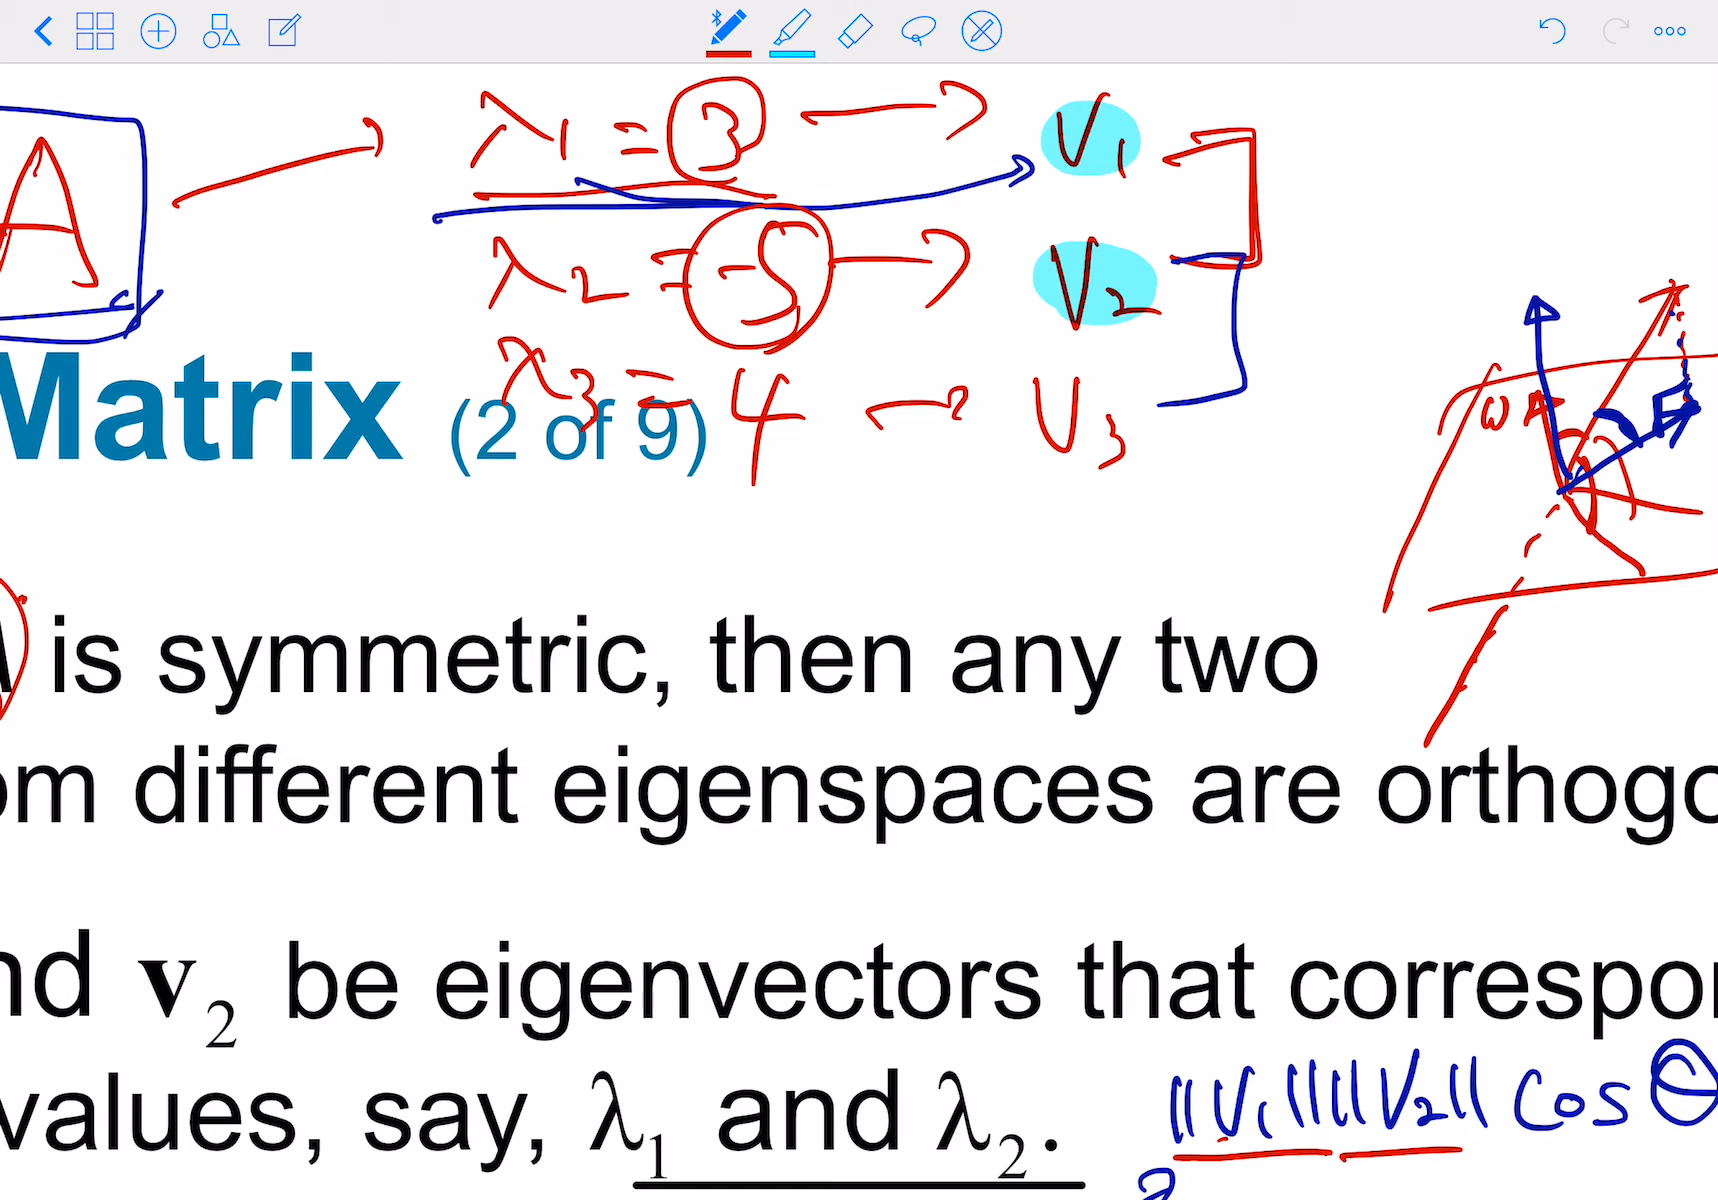 λ1 = 3 → V1
A → λ2 = -5 → V2
λ3 = 4 → V3
Matrix (2 of 9)
ω
is symmetric, then any two
om different eigenspaces are orthogo
nd v2 be eigenvectors that correspon
values, say, λ1 and λ2.
||V1|| ||V2|| cos θ